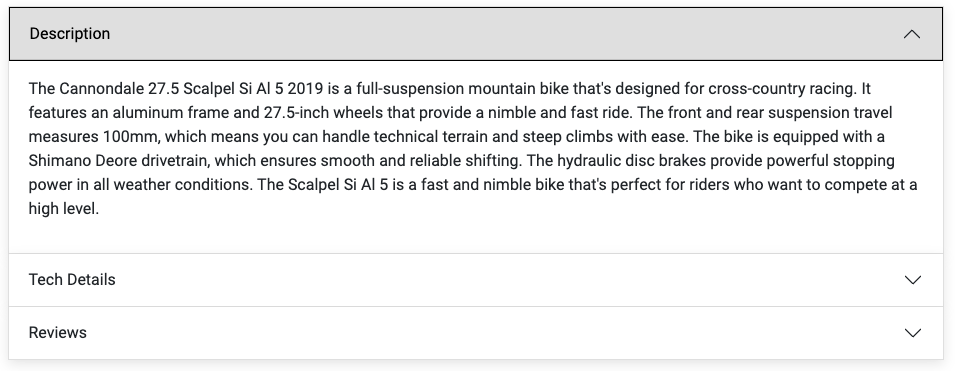 Description
The Cannondale 27.5 Scalpel Si Al 5 2019 is a full-suspension mountain bike that's designed for cross-country racing. It
features an aluminum frame and 27.5-inch wheels that provide a nimble and fast ride. The front and rear suspension travel
measures 100mm, which means you can handle technical terrain and steep climbs with ease. The bike is equipped with a
Shimano Deore drivetrain, which ensures smooth and reliable shifting. The hydraulic disc brakes provide powerful stopping
power in all weather conditions. The Scalpel Si Al 5 is a fast and nimble bike that's perfect for riders who want to compete at a
high level.
Tech Details
Reviews